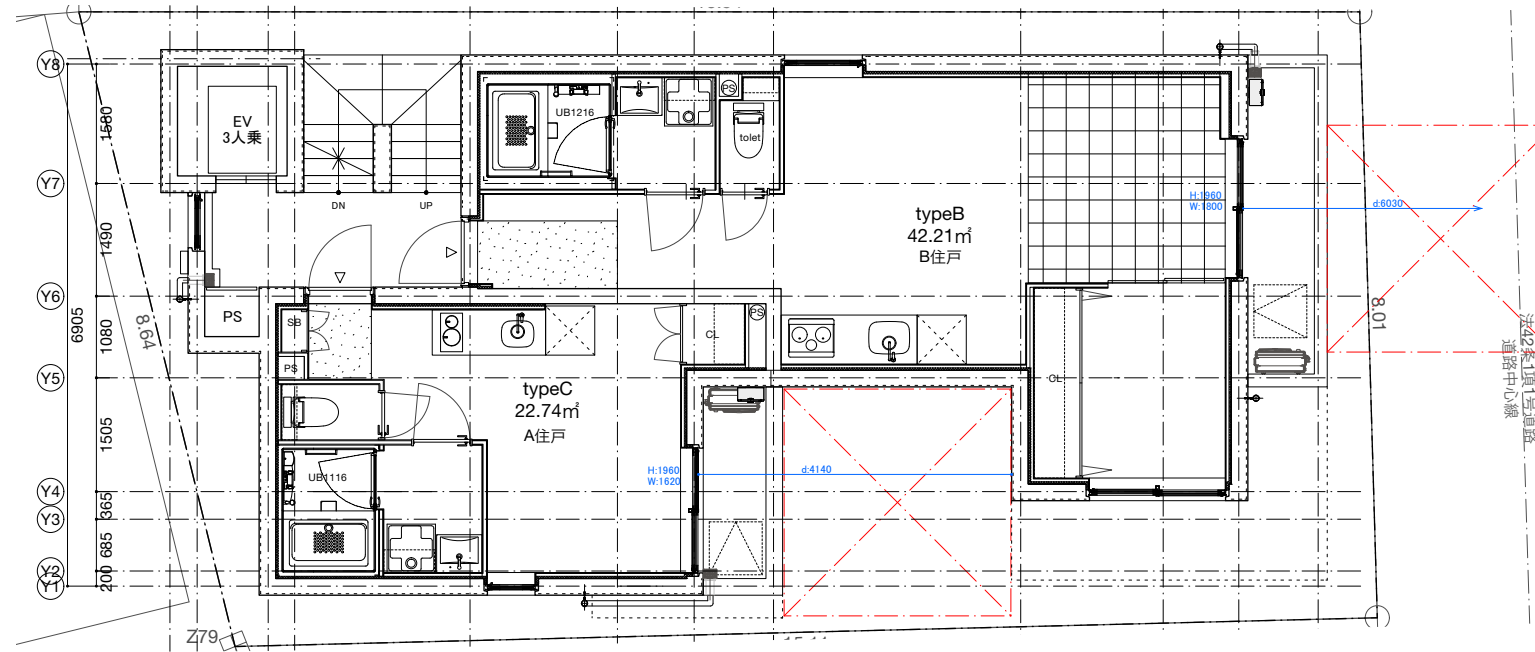 Y8
Y7
Y6
Y5
Y4
Y3
Y2
Y1
1580
1490
1080
1505
365
685
200
6905
8.64
Z79
EV
3人乗
DN
UP
PS
UB1216
PS
tolet
typeB
42.21㎡
B住戸
H:1960
W:1800
d:6030
8.01
法42条1項1号道路
道路中心線
SB
PS
CL
PS
typeC
22.74㎡
A住戸
UB1116
H:1960
W:1620
d:4140
CL